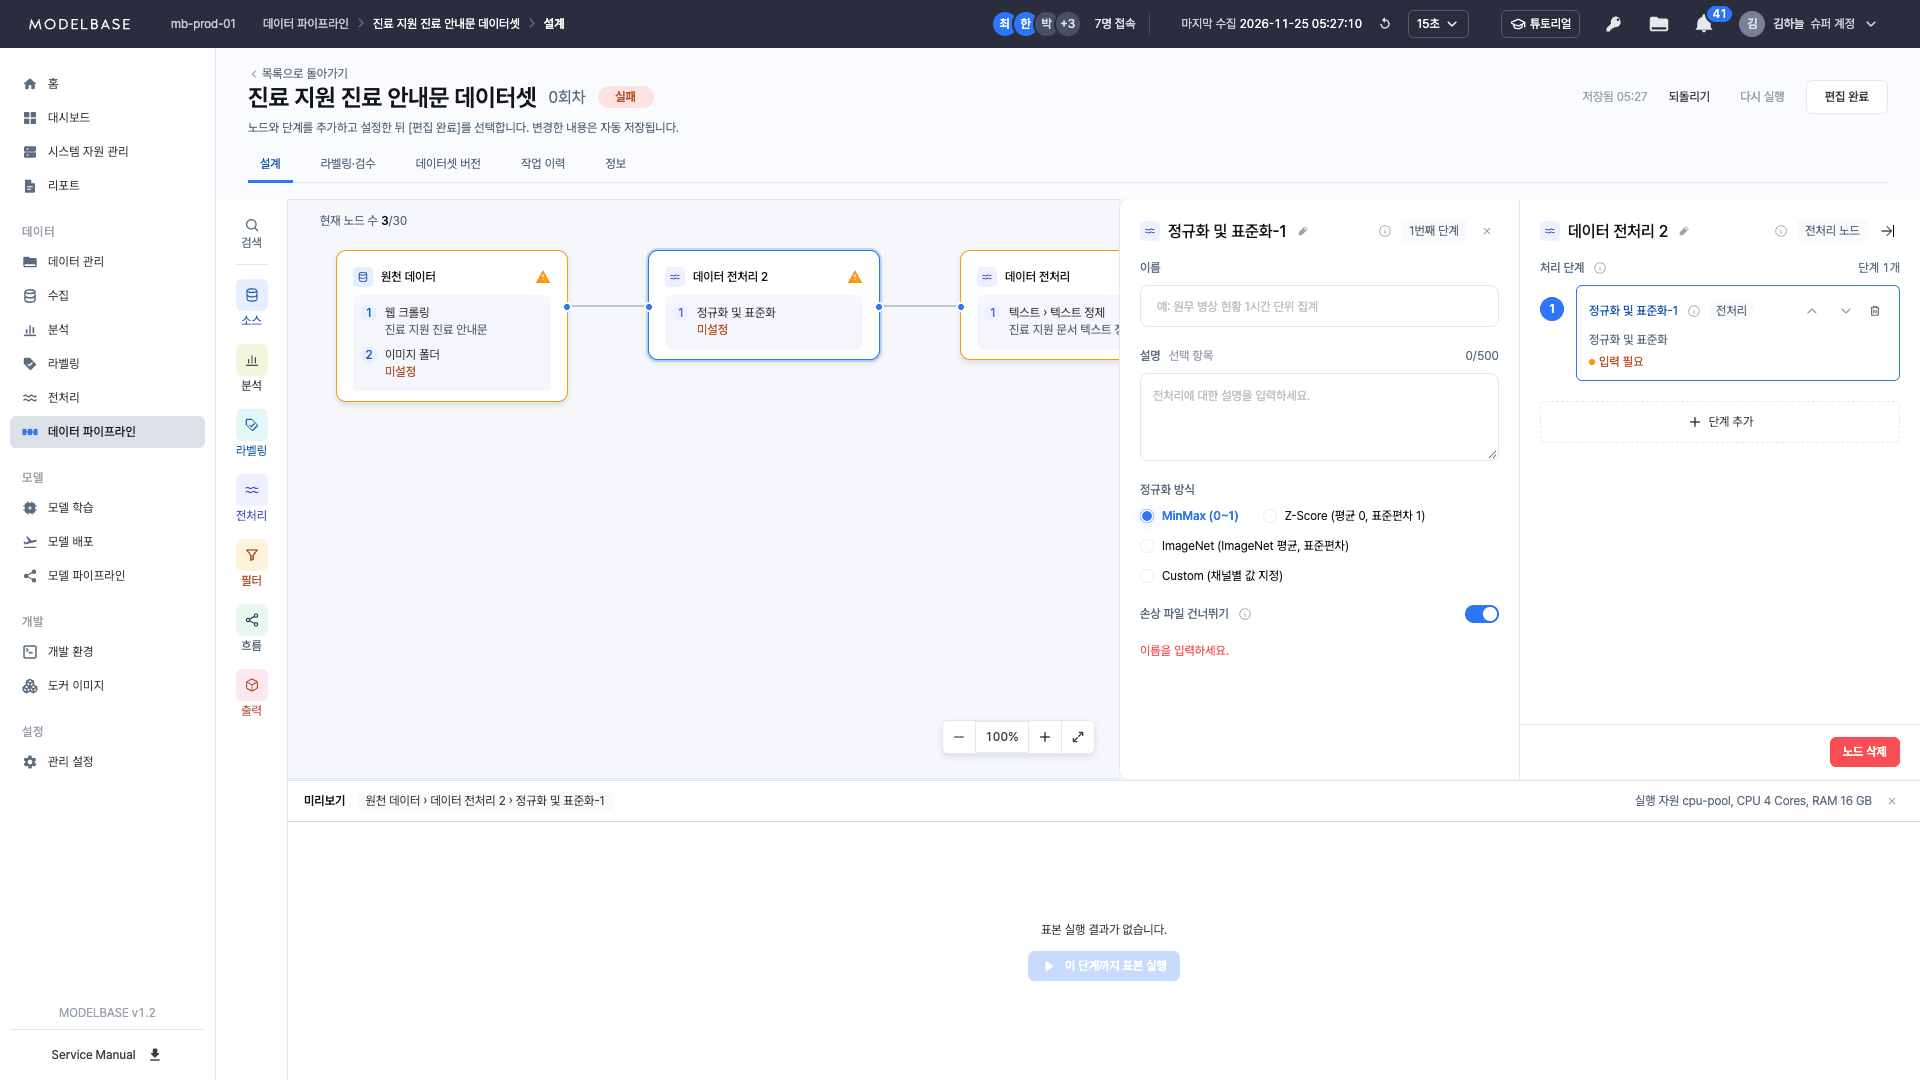 MODELBASE
mb-prod-01
데이터 파이프라인 > 진료 지원 진료 안내문 데이터셋 > 설계
최 한 박 +3 7명 접속
마지막 수집 2026-11-25 05:27:10
15초
튜토리얼
41
김 김하늘 슈퍼 계정
홈
대시보드
시스템 자원 관리
리포트
데이터
데이터 관리
수집
분석
라벨링
전처리
데이터 파이프라인
모델
모델 학습
모델 배포
모델 파이프라인
개발
개발 환경
도커 이미지
설정
관리 설정
MODELBASE v1.2
Service Manual
목록으로 돌아가기
진료 지원 진료 안내문 데이터셋 0회차 실패
노드와 단계를 추가하고 설정한 뒤 [편집 완료]를 선택합니다. 변경한 내용은 자동 저장됩니다.
저장됨 05:27 되돌리기 다시 실행 편집 완료
설계 라벨링·검수 데이터셋 버전 작업 이력 정보
검색
소스
분석
라벨링
전처리
필터
흐름
출력
현재 노드 수 3/30
원천 데이터
1 웹 크롤링
진료 지원 진료 안내문
2 이미지 폴더
미설정
데이터 전처리 2
1 정규화 및 표준화
미설정
데이터 전처리
1 텍스트 › 텍스트 정제
진료 지원 문서 텍스트 정
100%
정규화 및 표준화-1 1번째 단계
이름
예: 원무 병상 현황 1시간 단위 집계
설명 선택 항목 0/500
전처리에 대한 설명을 입력하세요.
정규화 방식
MinMax (0~1) Z-Score (평균 0, 표준편차 1)
ImageNet (ImageNet 평균, 표준편차)
Custom (채널별 값 지정)
손상 파일 건너뛰기
이름을 입력하세요.
데이터 전처리 2 전처리 노드
처리 단계 단계 1개
1 정규화 및 표준화-1 전처리
정규화 및 표준화
입력 필요
단계 추가
노드 삭제
미리보기 원천 데이터 › 데이터 전처리 2 › 정규화 및 표준화-1
실행 자원 cpu-pool, CPU 4 Cores, RAM 16 GB
표본 실행 결과가 없습니다.
이 단계까지 표본 실행